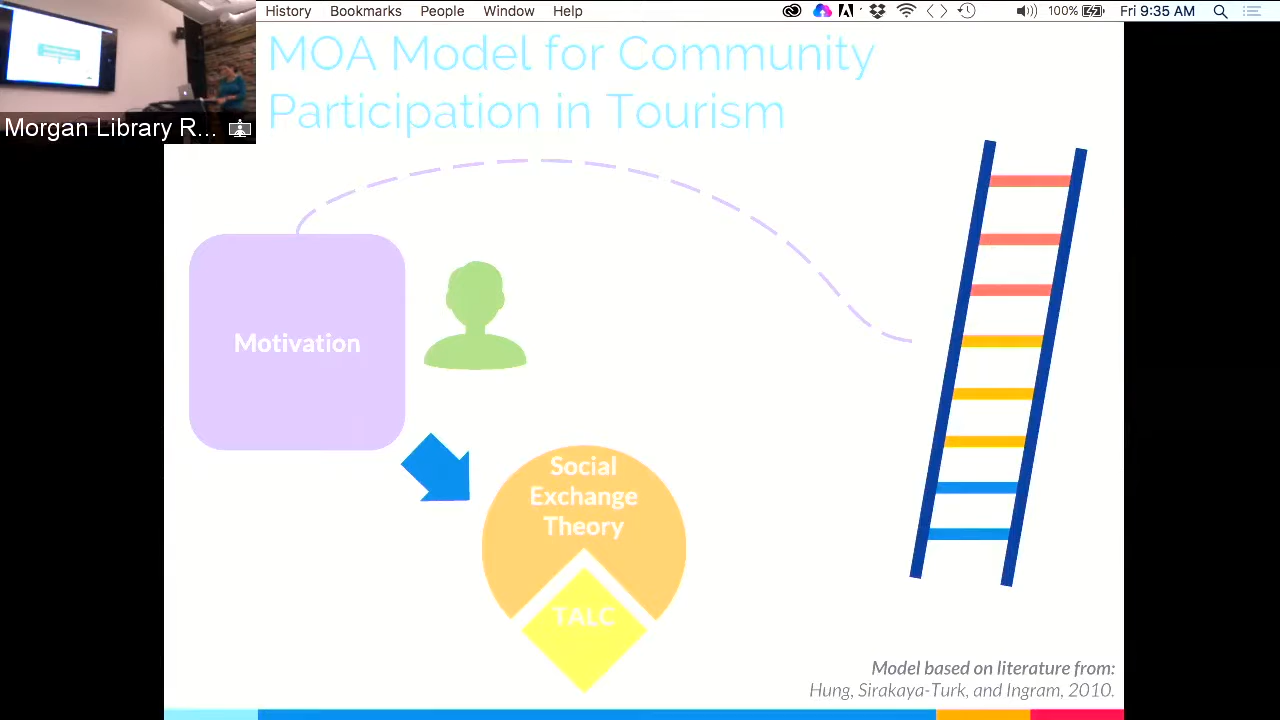 History Bookmarks People Window Help 100% Fri 9:35 AM
MOA Model for Community
Participation in Tourism
Morgan Library R...
Motivation
Social
Exchange
Theory
TALC
Model based on literature from:
Hung, Sirakaya-Turk, and Ingram, 2010.